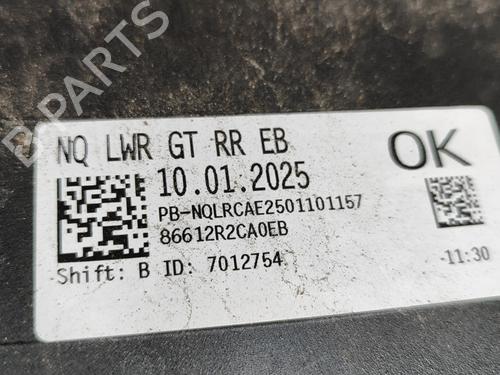 B PARTS
NQ LWR GT RR EB
OK
10.01.2025
PB-NQLRCAE2501101157
86612R2CA0EB
Shift: B ID: 7012754
-11:30